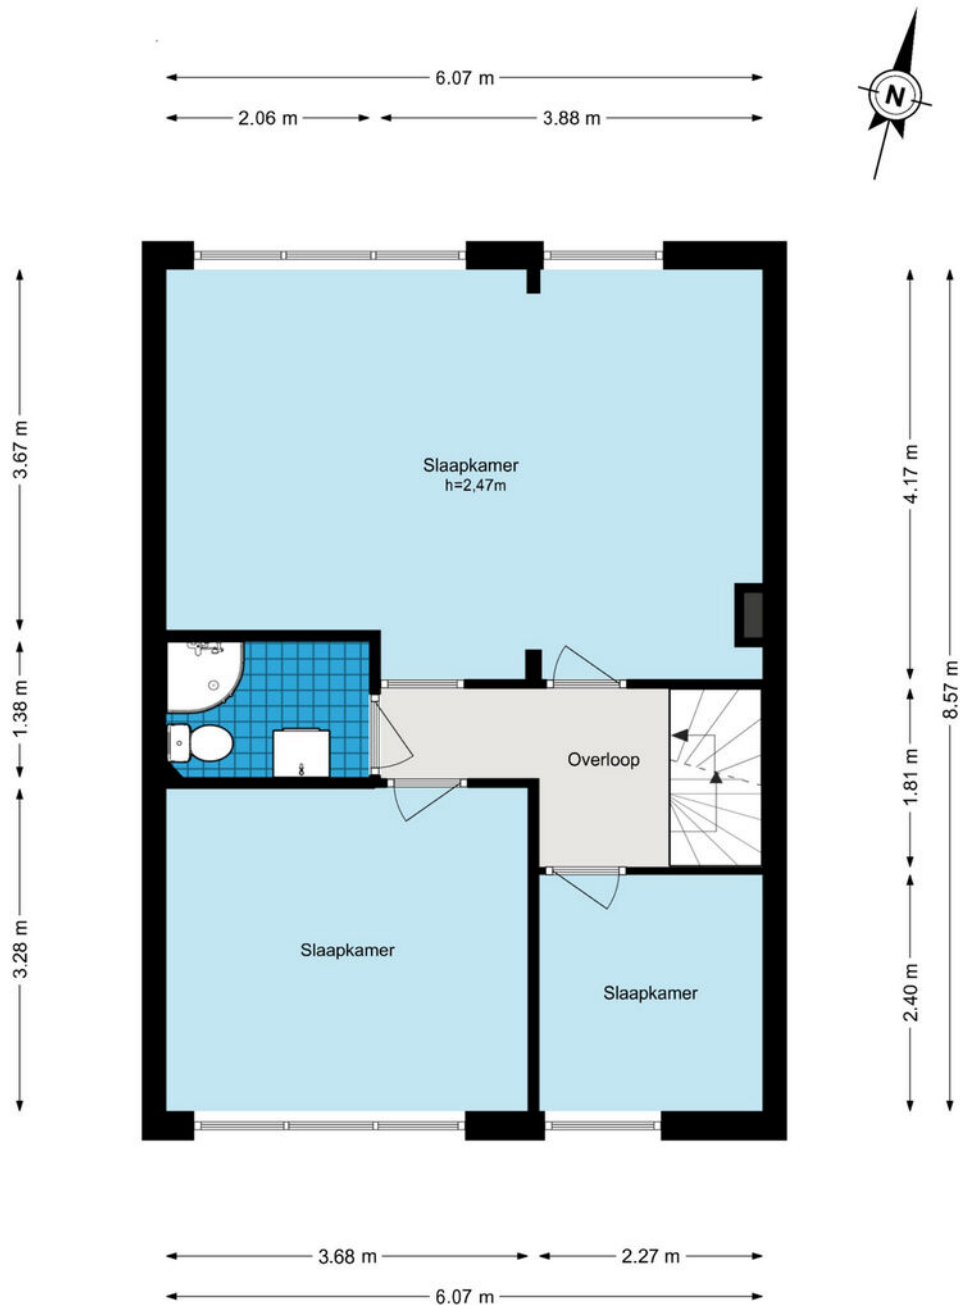 6.07 m
2.06 m
3.88 m
N
3.67 m
4.17 m
Slaapkamer
h=2,47m
1.38 m
8.57 m
Overloop
1.81 m
3.28 m
Slaapkamer
Slaapkamer
2.40 m
3.68 m
2.27 m
6.07 m